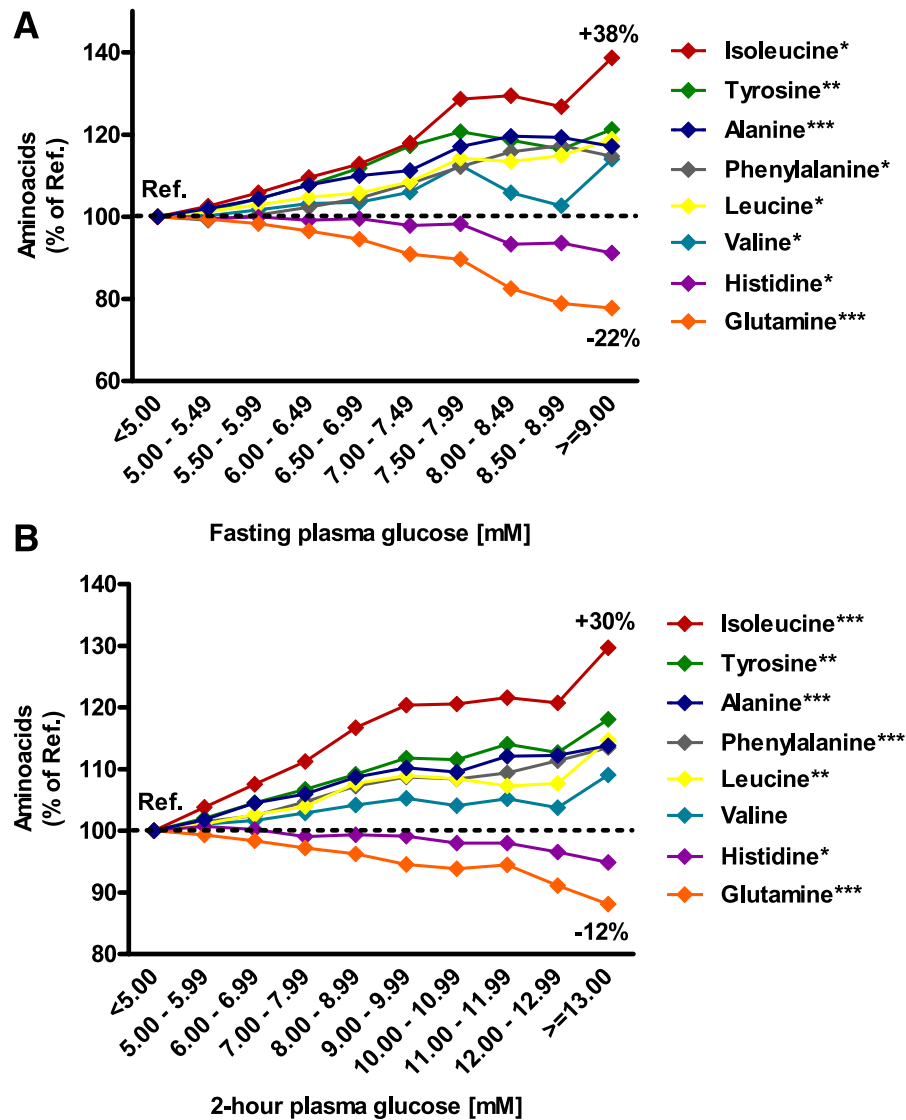 A
Aminoacids
(% of Ref.)
140
120
100
80
60
Ref.
+38%
-22%
<5.00
5.00 - 5.49
5.50 - 5.99
6.00 - 6.49
6.50 - 6.99
7.00 - 7.49
7.50 - 7.99
8.00 - 8.49
8.50 - 8.99
>=9.00
Fasting plasma glucose [mM]
Isoleucine*
Tyrosine**
Alanine***
Phenylalanine*
Leucine*
Valine*
Histidine*
Glutamine***
B
Aminoacids
(% of Ref.)
140
130
120
110
100
90
80
Ref.
+30%
-12%
<5.00
5.00 - 5.99
6.00 - 6.99
7.00 - 7.99
8.00 - 8.99
9.00 - 9.99
10.00 - 10.99
11.00 - 11.99
12.00 - 12.99
>=13.00
2-hour plasma glucose [mM]
Isoleucine***
Tyrosine**
Alanine***
Phenylalanine***
Leucine**
Valine
Histidine*
Glutamine***